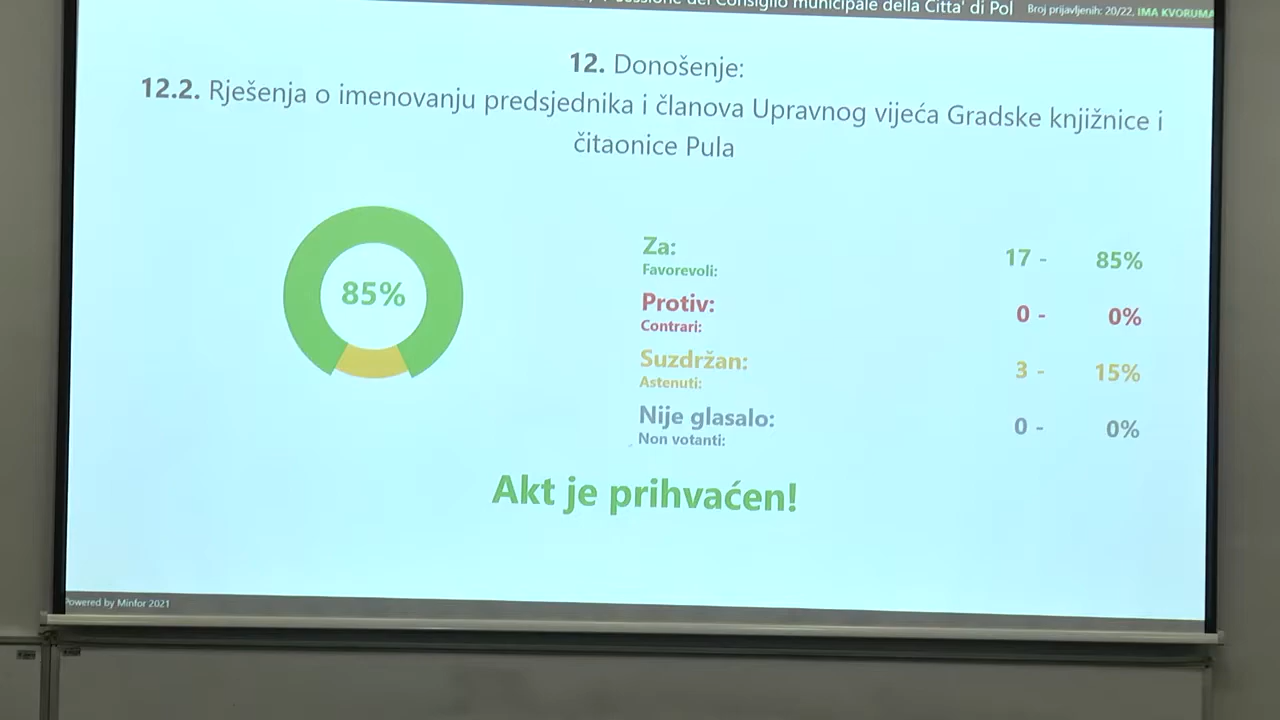 del Consiglio municipale della Citta' di Pol
Broj prijavljenih: 20/22, IMA KVORUMA
12. Donošenje:
12.2. Rješenja o imenovanju predsjednika i članova Upravnog vijeća Gradske knjižnice i
čitaonice Pula
85%
Za: 17 - 85%
Favorevoli:
Protiv: 0 - 0%
Contrari:
Suzdržan: 3 - 15%
Astenuti:
Nije glasalo: 0 - 0%
Non votanti:
Akt je prihvaćen!
Powered by Minfor 2021